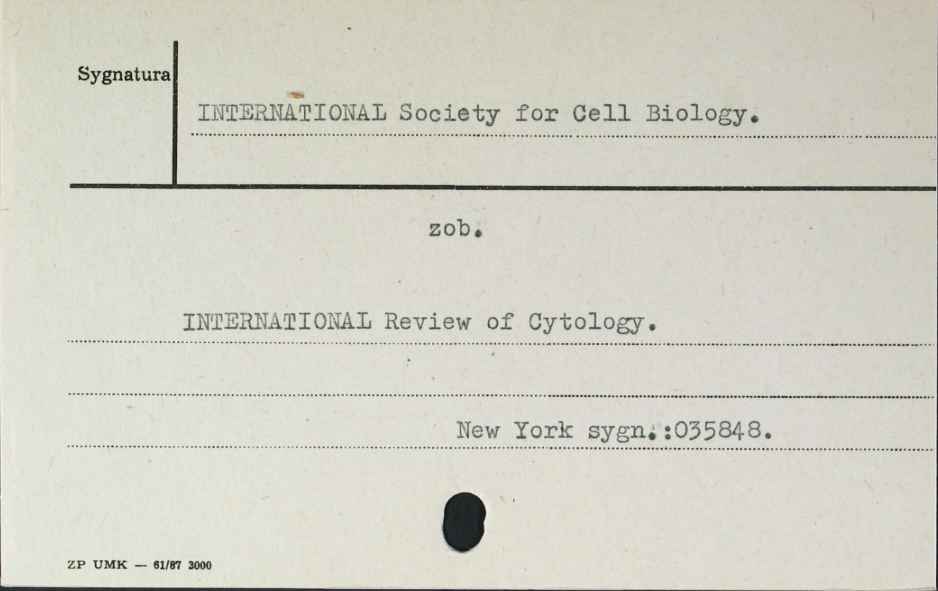 Sygnatura
INTERNATIONAL Society for Cell Biology.
zob.
INTERNATIONAL Review of Cytology.
New York sygn.:035848.
ZP UMK — 61/87 3000